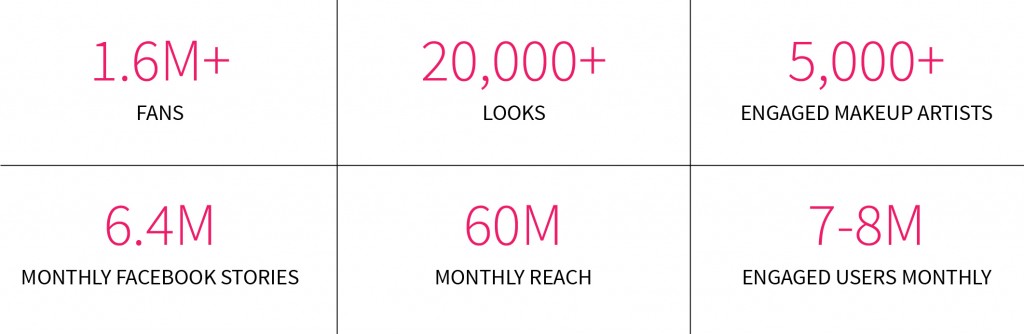 1.6M+
FANS
20,000+
LOOKS
5,000+
ENGAGED MAKEUP ARTISTS
6.4M
MONTHLY FACEBOOK STORIES
60M
MONTHLY REACH
7-8M
ENGAGED USERS MONTHLY